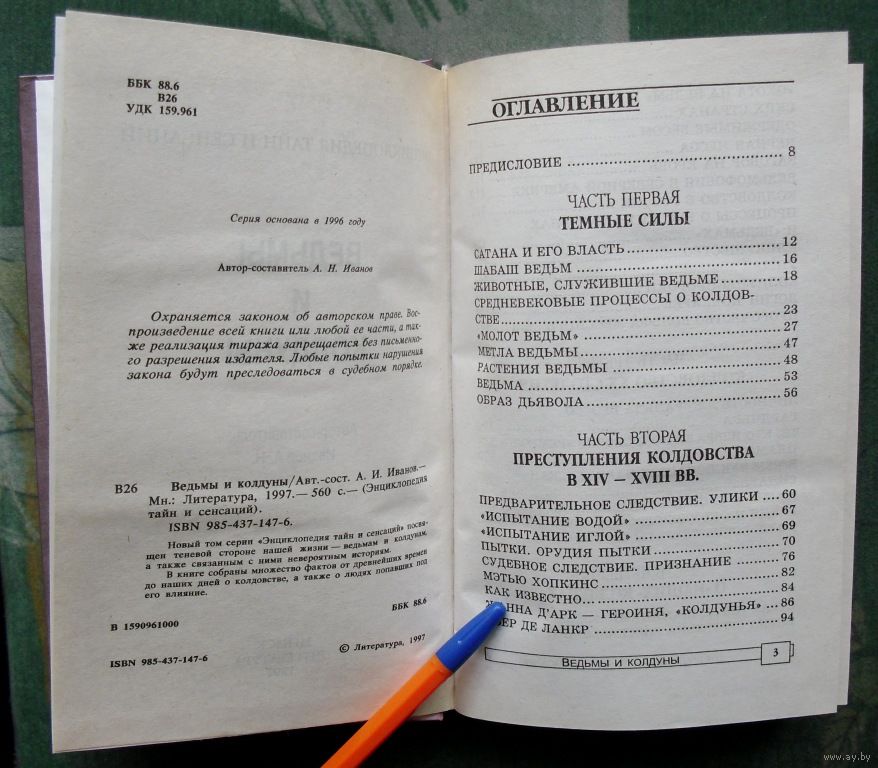 ББК 88.6
В26
УДК 159.961
Серия основана в 1996 году
Автор-составитель А. Н. Иванов
Охраняется законом об авторском праве. Вос-
произведение всей книги или любой ее части, а так-
же реализация тиража запрещается без письменно-
го разрешения издателя. Любые попытки нарушения
закона будут преследоваться в судебном порядке.
В26 Ведьмы и колдуны/Авт.-сост. А. И. Иванов.—
Мн.: Литература, 1997.— 560 с.— (Энциклопедия
тайн и сенсаций).
ISBN 985-437-147-6.
Новый том серии «Энциклопедия тайн и сенсаций» посвя-
щен теневой стороне нашей жизни — ведьмам и колдунам,
а также связанным с ними невероятным историям.
В книге собраны множество фактов от древнейших времен
до наших дней о колдовстве, а также о людях попавших под
его влияние.
ББК 88.6
В 1590961000
ISBN 985-437-147-6
© Литература, 1997
ОГЛАВЛЕНИЕ
ПРЕДИСЛОВИЕ 8
ЧАСТЬ ПЕРВАЯ
ТЕМНЫЕ СИЛЫ
САТАНА И ЕГО ВЛАСТЬ 12
ШАБАШ ВЕДЬМ 16
ЖИВОТНЫЕ, СЛУЖИВШИЕ ВЕДЬМЕ 18
СРЕДНЕВЕКОВЫЕ ПРОЦЕССЫ О КОЛДОВ-
СТВЕ 23
«МОЛОТ ВЕДЬМ» 27
МЕТЛА ВЕДЬМЫ 47
РАСТЕНИЯ ВЕДЬМЫ 48
ВЕДЬМА 53
ОБРАЗ ДЬЯВОЛА 56
ЧАСТЬ ВТОРАЯ
ПРЕСТУПЛЕНИЯ КОЛДОВСТВА
В XIV — XVIII ВВ.
ПРЕДВАРИТЕЛЬНОЕ СЛЕДСТВИЕ. УЛИКИ 60
«ИСПЫТАНИЕ ВОДОЙ» 67
«ИСПЫТАНИЕ ИГЛОЙ» 69
ПЫТКИ. ОРУДИЯ ПЫТКИ 70
СУДЕБНОЕ СЛЕДСТВИЕ. ПРИЗНАНИЕ 76
МЭТЬЮ ХОПКИНС 82
КАК ИЗВЕСТНО 84
Д'АРК — ГЕРОИНЯ, «КОЛДУНЬЯ» 86
ДЕ ЛАНКР 94
ВЕДЬМЫ И КОЛДУНЫ 3
www.ay.by